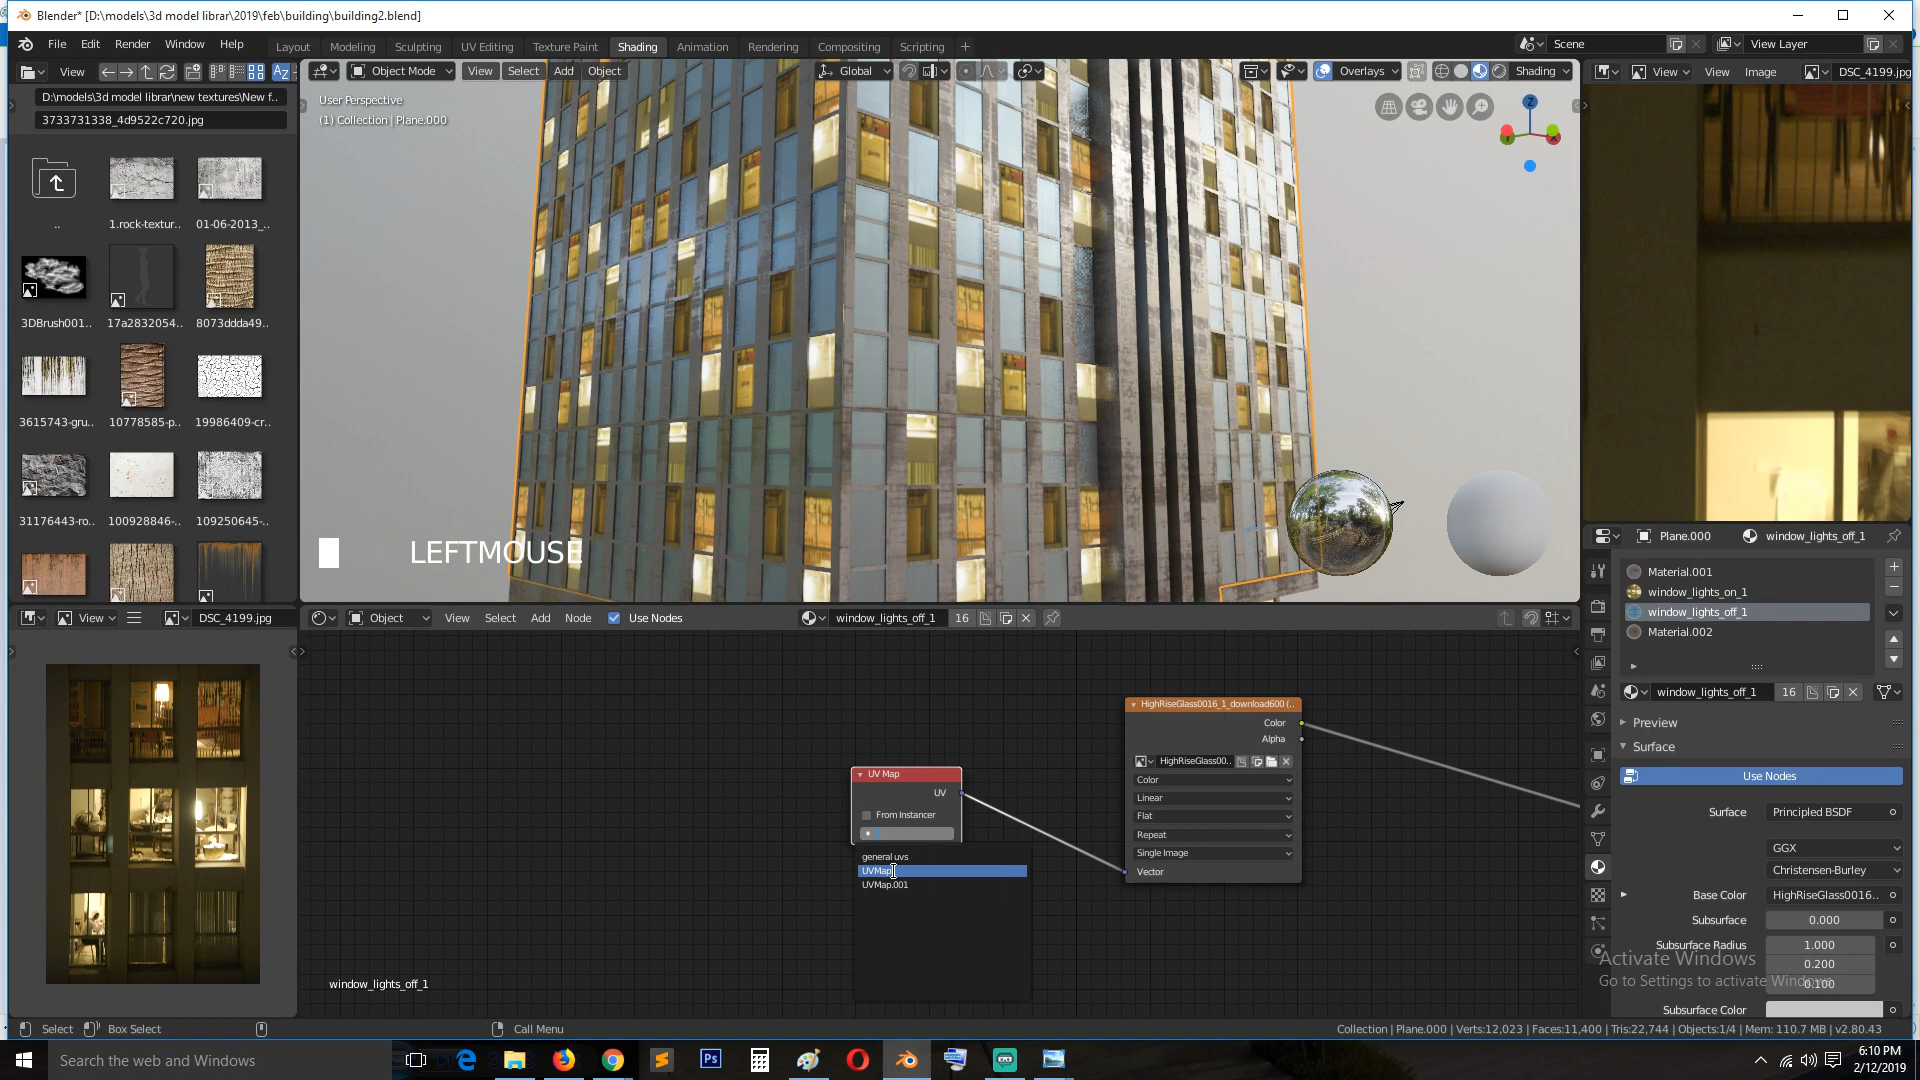 Blender* [D:\models\3d model librar\2019\feb\building\building2.blend]
File Edit Render Window Help
Layout Modeling Sculpting UV Editing Texture Paint Shading Animation Rendering Compositing Scripting +
Scene
View Layer
View
Az
Object Mode
View Select Add Object
Global
Overlays
Shading
View View Image
DSC_4199.jpg
D:\models\3d model librar\new textures\New f..
3733731338_4d9522c720.jpg
User Perspective
(1) Collection | Plane.000
Z
..
1.rock-textur..
01-06-2013_..
3DBrush001..
17a2832054..
8073ddda49..
3615743-gru..
10778585-p..
19986409-cr..
31176443-ro..
100928846-..
109250645-..
LEFTMOUSE
Plane.000
window_lights_off_1
Material.001
window_lights_on_1
window_lights_off_1
Material.002
View
DSC_4199.jpg
Object
View Select Add Node
Use Nodes
window_lights_off_1
16
window_lights_off_1
16
Preview
Surface
Use Nodes
Surface
Principled BSDF
GGX
Christensen-Burley
Base Color
HighRiseGlass0016..
Subsurface
0.000
Subsurface Radius
1.000
0.200
0.100
Subsurface Color
HighRiseGlass0016_1_download600 (..
Color
Alpha
HighRiseGlass00..
Color
Linear
Flat
Repeat
Single Image
Vector
UV Map
UV
From Instancer
general uvs
UVMap
UVMap.001
window_lights_off_1
Activate Windows
Go to Settings to activate Windows.
Select
Box Select
Call Menu
Collection | Plane.000 | Verts:12,023 | Faces:11,400 | Tris:22,744 | Objects:1/4 | Mem: 110.7 MB | v2.80.43
Search the web and Windows
Ps
6:10 PM
2/12/2019